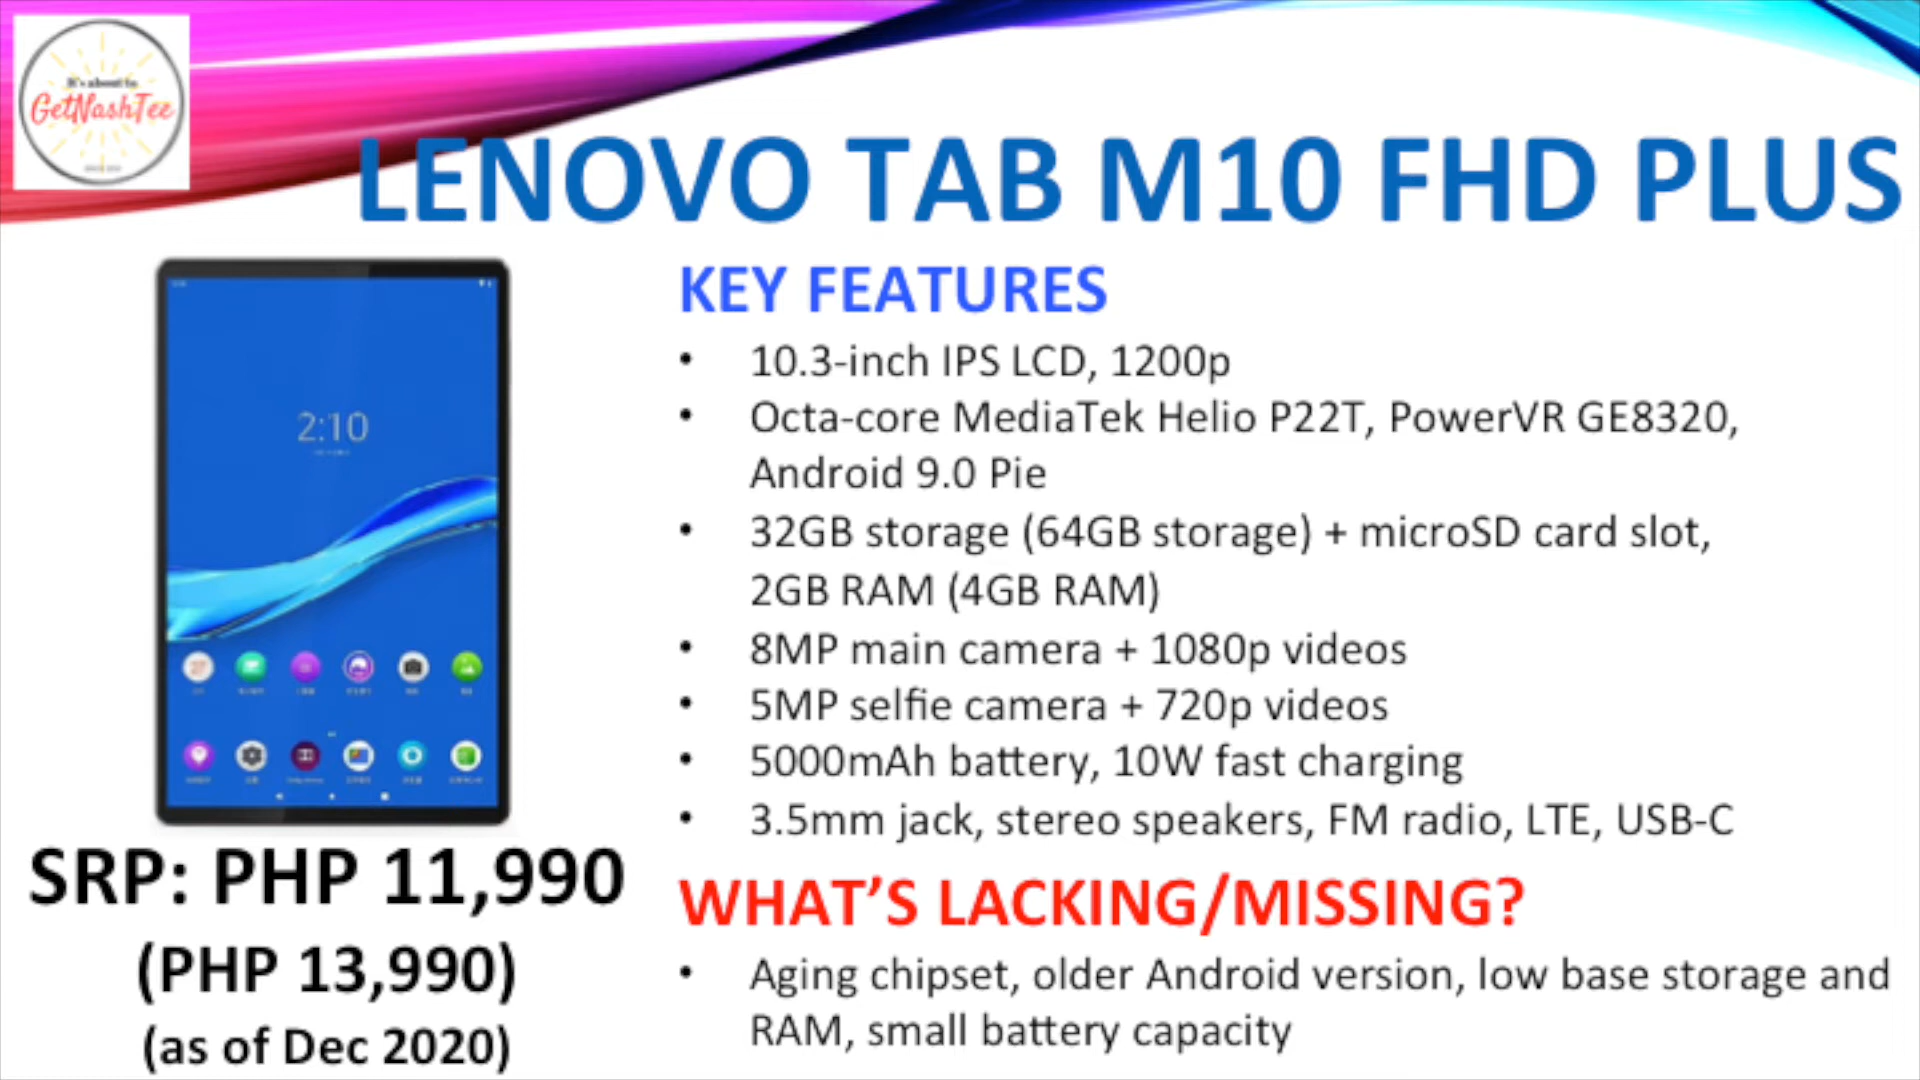 It's about to
GetNashTee
LENOVO TAB M10 FHD PLUS
2:10
KEY FEATURES
• 10.3-inch IPS LCD, 1200p
• Octa-core MediaTek Helio P22T, PowerVR GE8320,
Android 9.0 Pie
• 32GB storage (64GB storage) + microSD card slot,
2GB RAM (4GB RAM)
• 8MP main camera + 1080p videos
• 5MP selfie camera + 720p videos
• 5000mAh battery, 10W fast charging
• 3.5mm jack, stereo speakers, FM radio, LTE, USB-C
SRP: PHP 11,990
(PHP 13,990)
(as of Dec 2020)
WHAT'S LACKING/MISSING?
• Aging chipset, older Android version, low base storage and
RAM, small battery capacity